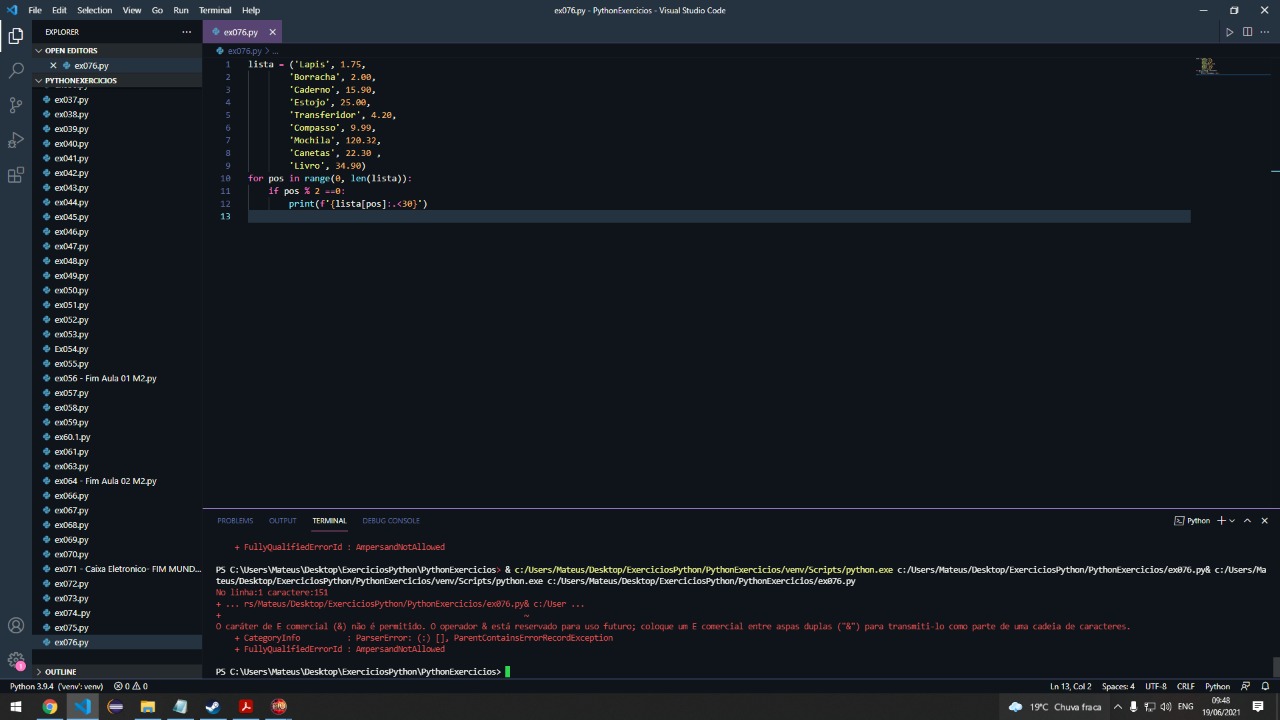 File Edit Selection View Go Run Terminal Help
ex076.py - PythonExercicios - Visual Studio Code
EXPLORER
OPEN EDITORS
ex076.py
PYTHONEXERCICIOS
ex037.py
ex038.py
ex039.py
ex040.py
ex041.py
ex042.py
ex043.py
ex044.py
ex045.py
ex046.py
ex047.py
ex048.py
ex049.py
ex050.py
ex051.py
ex052.py
ex053.py
Ex054.py
ex055.py
ex056 - Fim Aula 01 M2.py
ex057.py
ex058.py
ex059.py
ex60.1.py
ex061.py
ex063.py
ex064 - Fim Aula 02 M2.py
ex066.py
ex067.py
ex068.py
ex069.py
ex070.py
ex071 - Caixa Eletronico- FIM MUND...
ex072.py
ex073.py
ex074..py
ex075.py
ex076.py
OUTLINE
ex076.py
ex076.py > ...
1 lista = ('Lapis', 1.75,
2 'Borracha', 2.00,
3 'Caderno', 15.90,
4 'Estojo', 25.00,
5 'Transferidor', 4.20,
6 'Compasso', 9.99,
7 'Mochila', 120.32,
8 'Canetas', 22.30 ,
9 'Livro', 34.90)
10 for pos in range(0, len(lista)):
11 if pos % 2 ==0:
12 print(f'{lista[pos]:.<30}')
13
PROBLEMS OUTPUT TERMINAL DEBUG CONSOLE
Python
+ FullyQualifiedErrorId : AmpersandNotAllowed
PS C:\Users\Mateus\Desktop\ExerciciosPython\PythonExercicios> & c:/Users/Mateus/Desktop/ExerciciosPython/PythonExercicios/venv/Scripts/python.exe c:/Users/Mateus/Desktop/ExerciciosPython/PythonExercicios/ex076.py& c:/Users/Ma
teus/Desktop/ExerciciosPython/PythonExercicios/venv/Scripts/python.exe c:/Users/Mateus/Desktop/ExerciciosPython/PythonExercicios/ex076.py
No linha:1 caractere:151
+ ... rs/Mateus/Desktop/ExerciciosPython/PythonExercicios/ex076.py& c:/User ...
+ ~
O caráter de E comercial (&) não é permitido. O operador & está reservado para uso futuro; coloque um E comercial entre aspas duplas ("&") para transmiti-lo como parte de uma cadeia de caracteres.
+ CategoryInfo : ParserError: (:) [], ParentContainsErrorRecordException
+ FullyQualifiedErrorId : AmpersandNotAllowed
PS C:\Users\Mateus\Desktop\ExerciciosPython\PythonExercicios>
Python 3.9.4 ('venv': venv) 0 0
Ln 13, Col 2 Spaces: 4 UTF-8 CRLF Python
19°C Chuva fraca
ENG
09:48
19/06/2021